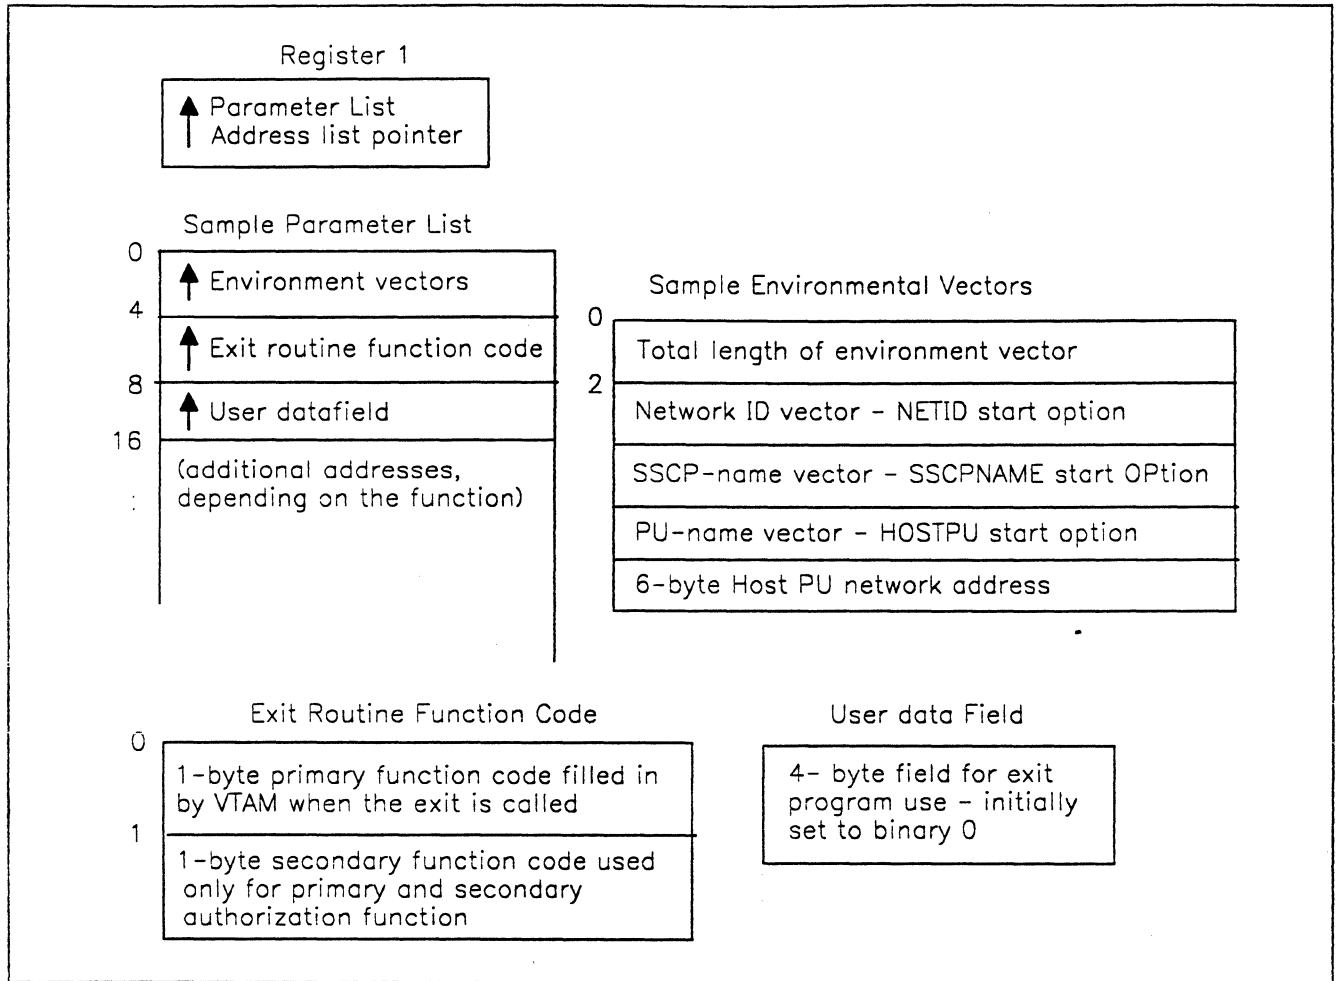 Register 1
Parameter List
Address list pointer
Sample Parameter List
0
Environment vectors
4
Exit routine function code
8
User datafield
16
(additional addresses,
depending on the function)
:
Sample Environmental Vectors
0
Total length of environment vector
2
Network ID vector - NETID start option
SSCP-name vector - SSCPNAME start OPtion
PU-name vector - HOSTPU start option
6-byte Host PU network address
Exit Routine Function Code
0
1-byte primary function code filled in
by VTAM when the exit is called
1
1-byte secondary function code used
only for primary and secondary
authorization function
User data Field
4- byte field for exit
program use - initially
set to binary 0